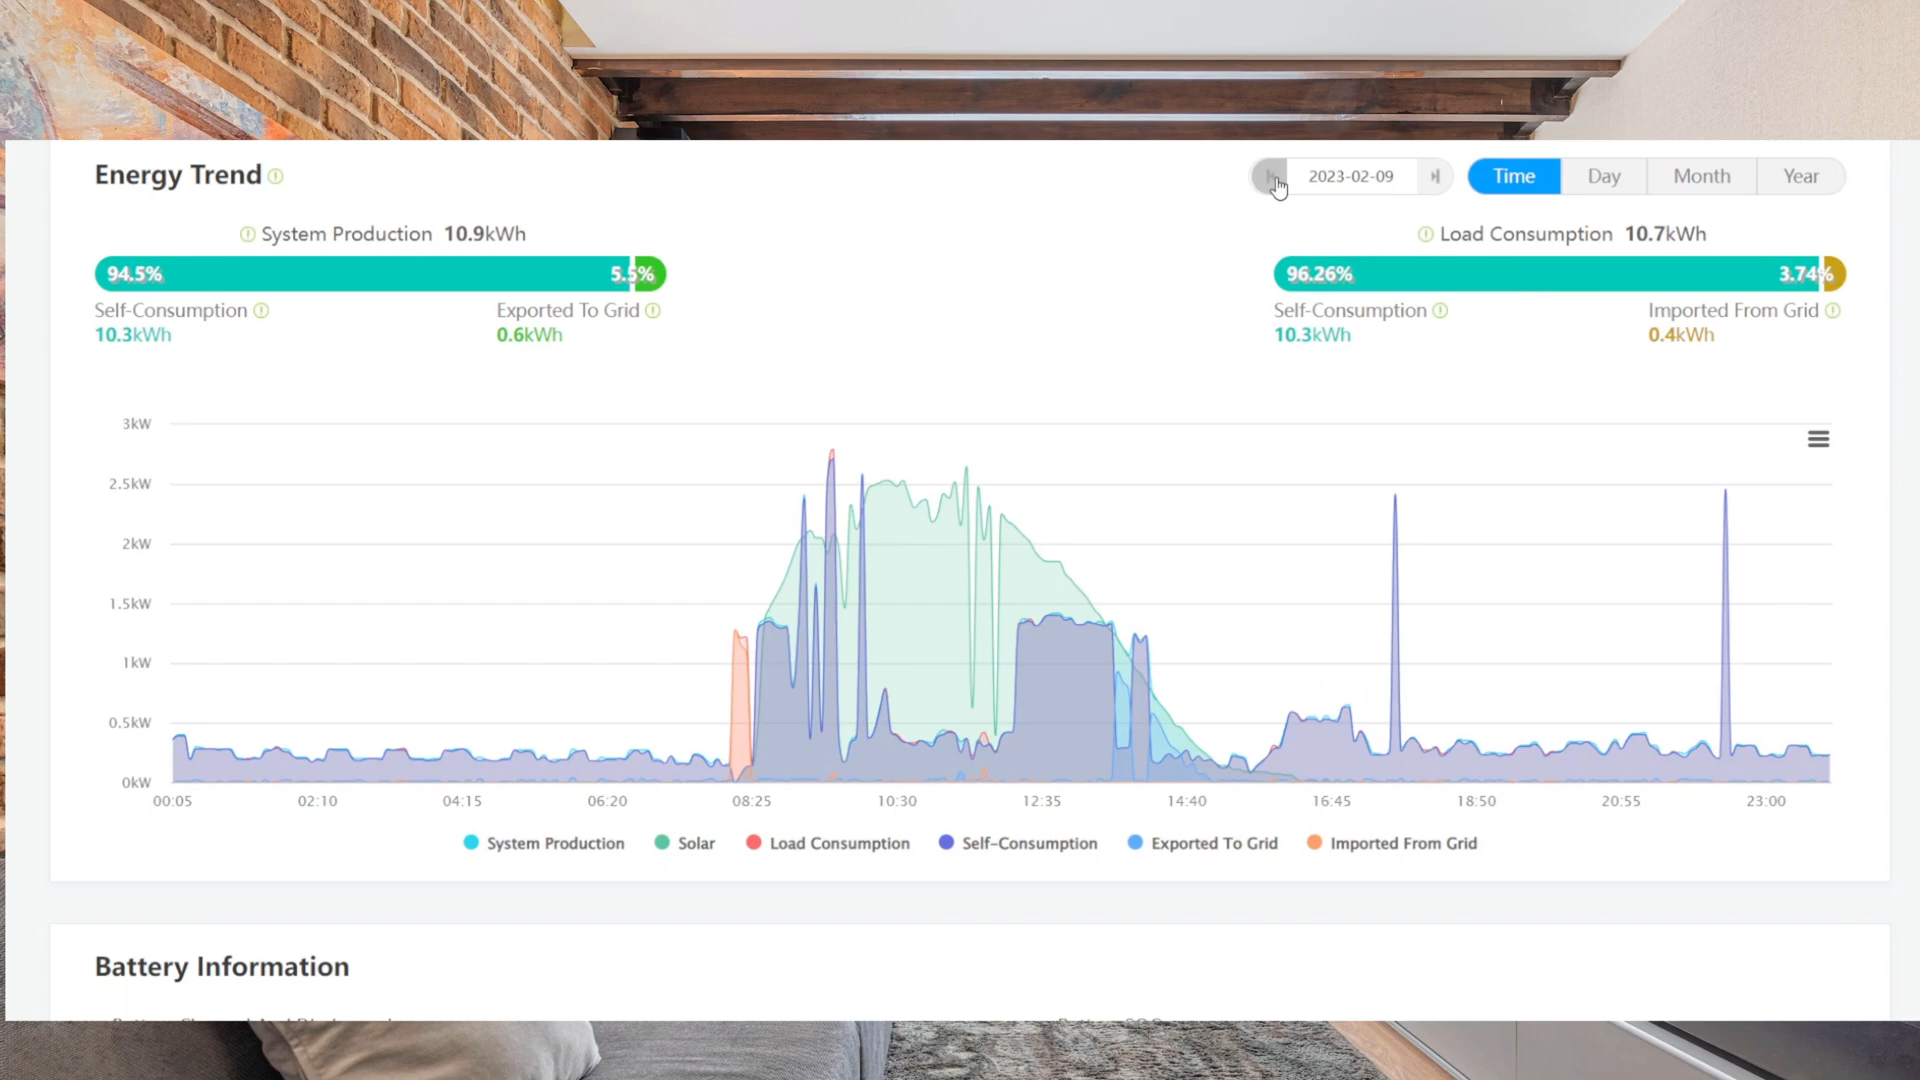 Energy Trend
2023-02-09
Time Day Month Year
System Production 10.9kWh
Load Consumption 10.7kWh
94.5% 5.5%
96.26% 3.74%
Self-Consumption Exported To Grid
Self-Consumption Imported From Grid
10.3kWh 0.6kWh
10.3kWh 0.4kWh
3kW
2.5kW
2kW
1.5kW
1kW
0.5kW
0kW
00:05 02:10 04:15 06:20 08:25 10:30 12:35 14:40 16:45 18:50 20:55 23:00
System Production Solar Load Consumption Self-Consumption Exported To Grid Imported From Grid
Battery Information